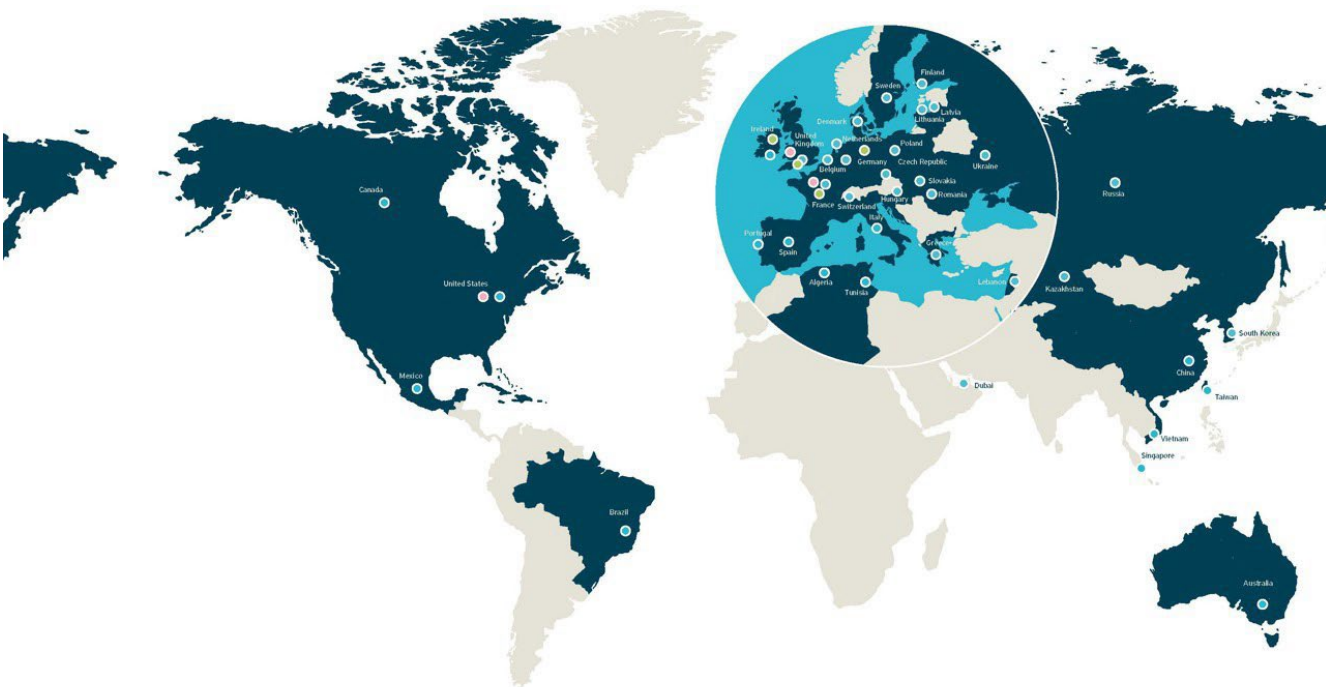 Canada
United States
Mexico
Brazil
Finland
Sweden
Latvia
Lithuania
Denmark
Ireland
United
Kingdom
Netherlands
Poland
Belgium
Germany
Czech Republic
Ukraine
Slovakia
Romania
France
Switzerland
Hungary
Italy
Portugal
Spain
Greece
Algeria
Tunisia
Lebanon
Russia
Kazakhstan
South Korea
China
Dubai
Taiwan
Vietnam
Singapore
Australia